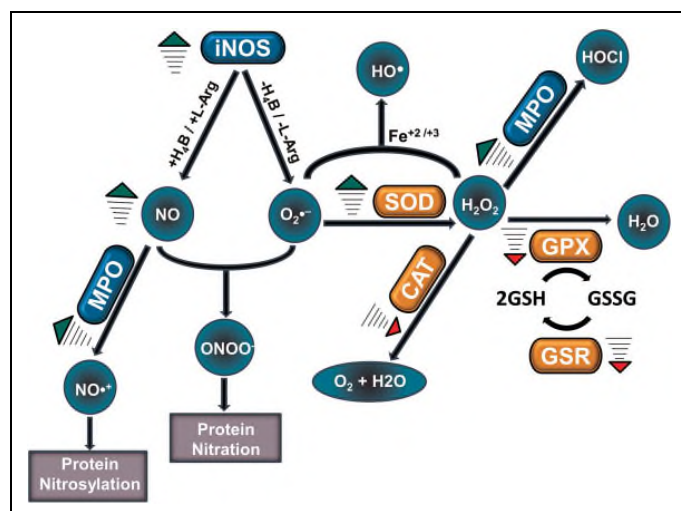 iNOS
HOCl
HO•
MPO
+H₄B / +L-Arg
-H₄B / -L-Arg
Fe⁺² ᐟ⁺³
NO
O₂•⁻
SOD
H₂O₂
H₂O
GPX
MPO
CAT
2GSH
GSSG
GSR
ONOO⁻
NO•⁺
O₂ + H2O
Protein
Nitration
Protein
Nitrosylation